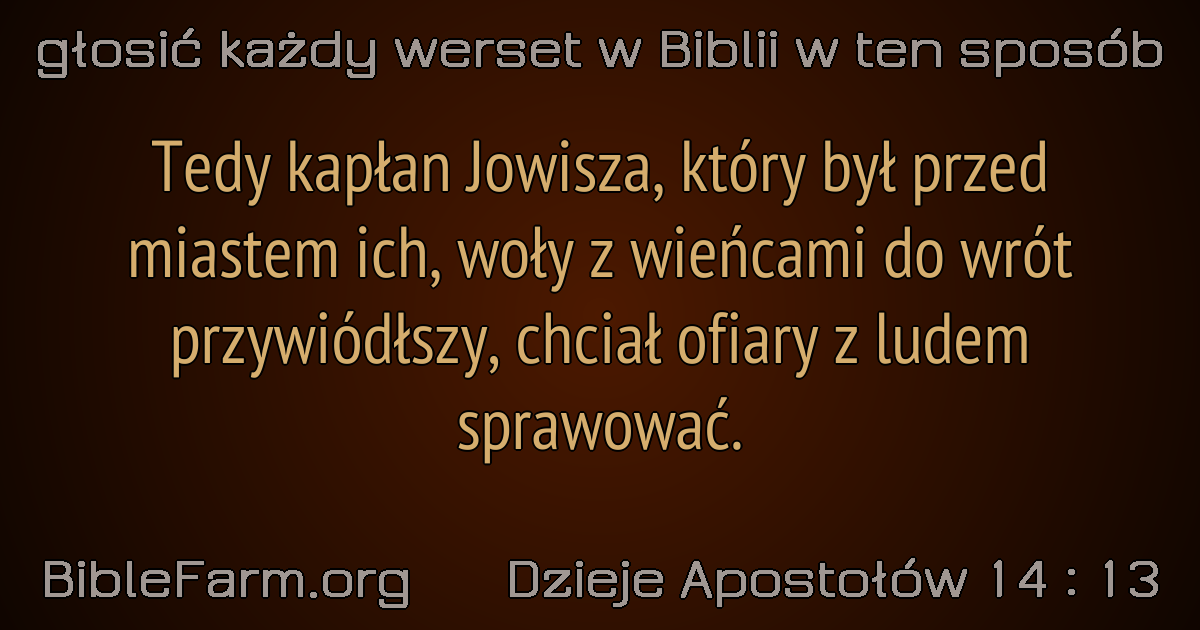 głosić każdy werset w Biblii w ten sposób
Tedy kapłan Jowisza, który był przed
miastem ich, woły z wieńcami do wrót
przywiódłszy, chciał ofiary z ludem
sprawować.
BibleFarm.org
Dzieje Apostołów 14 : 13